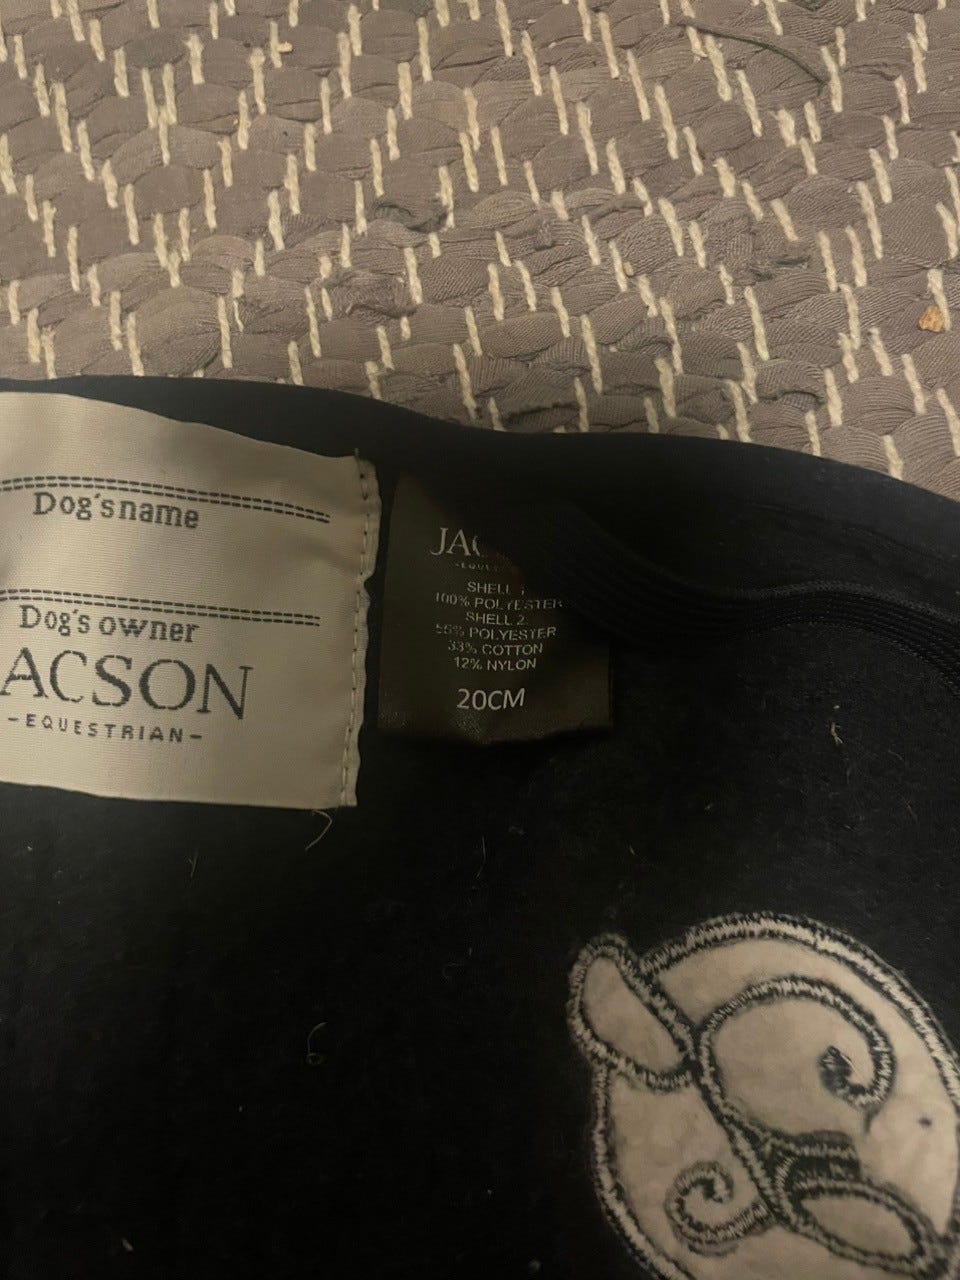 Dog's name
Dog's owner
ACSON
-EQUESTRIAN-
JAC
SHELL 1
100% POLYESTER
SHELL 2:
55% POLYESTER
33% COTTON
12% NYLON
20CM